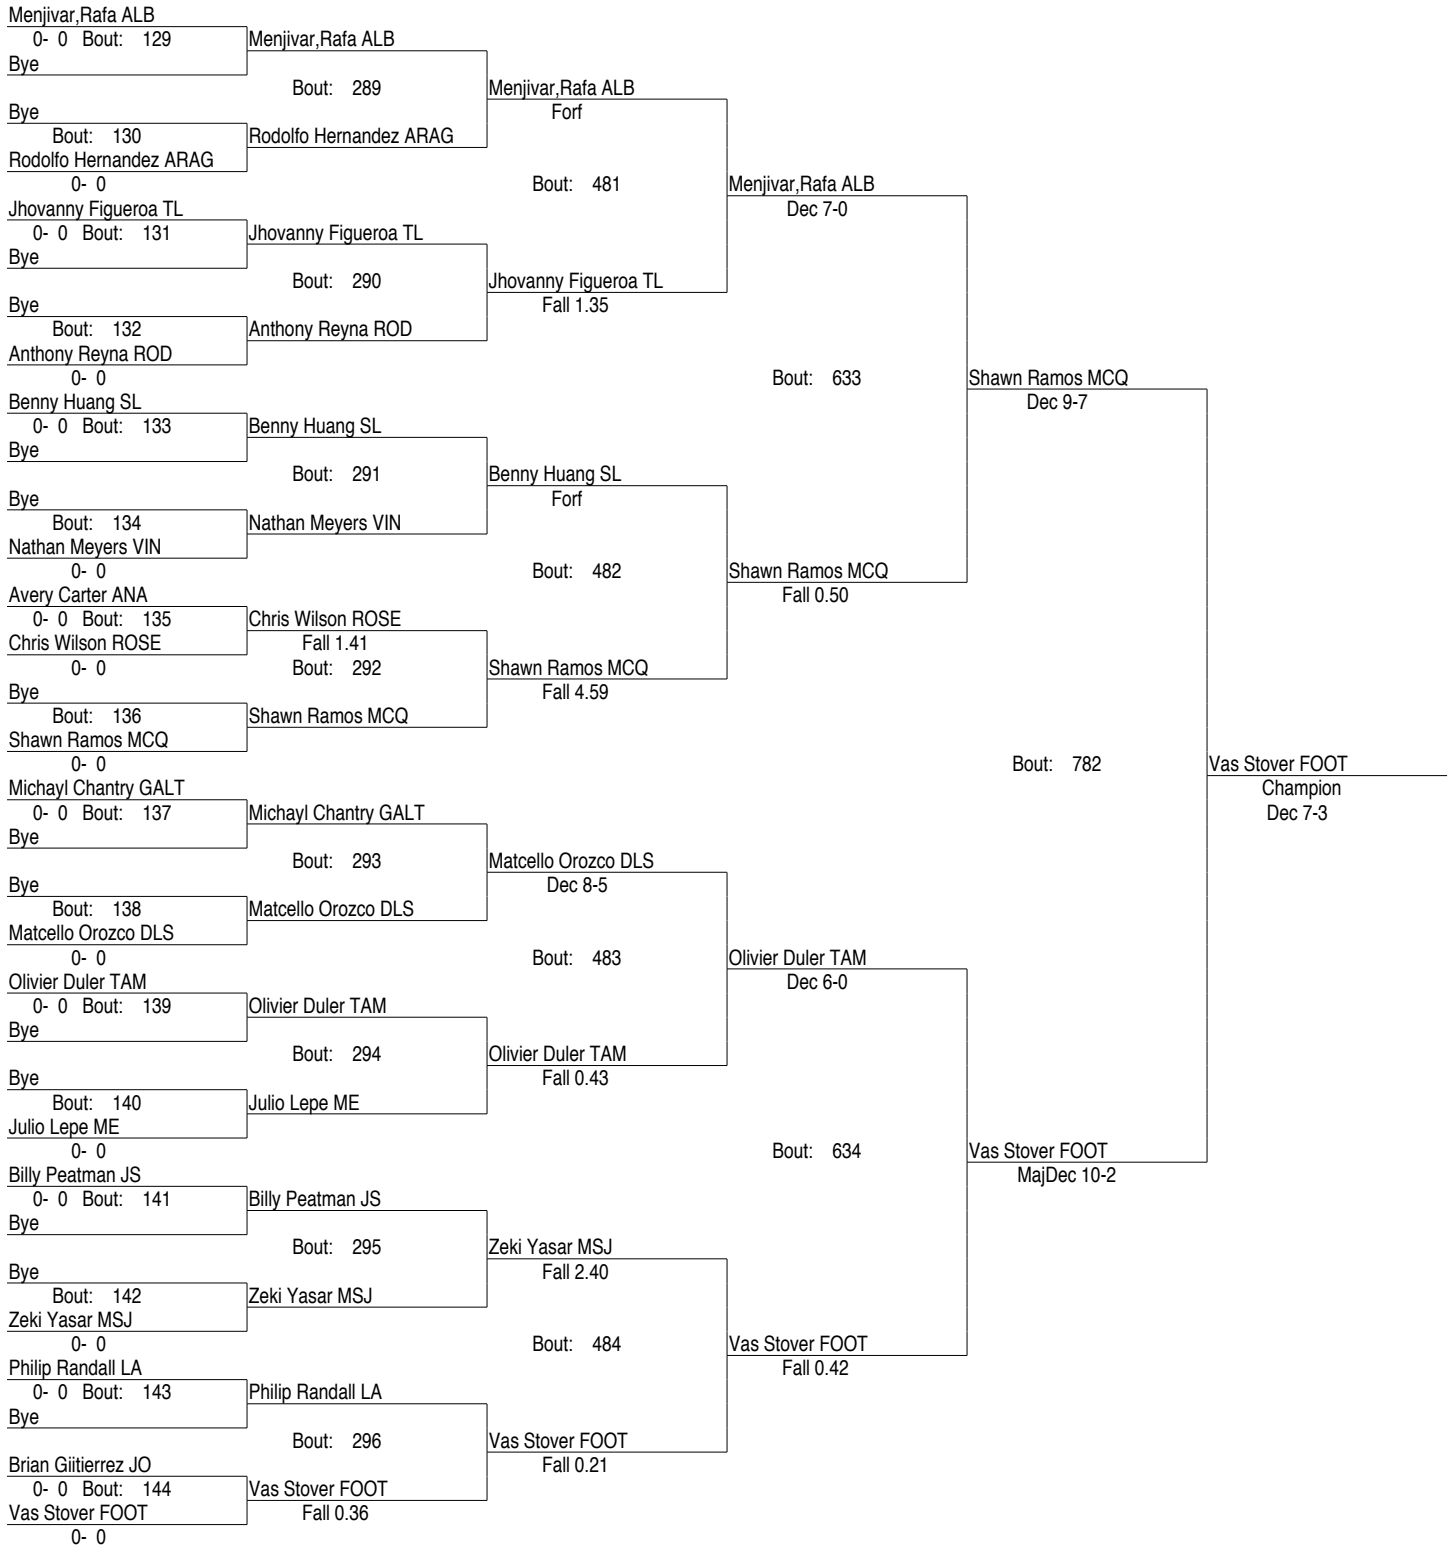 Menjivar,Rafa ALB
0- 0 Bout: 129 Menjivar,Rafa ALB
Bye
Bout: 289 Menjivar,Rafa ALB
Bye Forf
Bout: 130 Rodolfo Hernandez ARAG
Rodolfo Hernandez ARAG
0- 0 Bout: 481 Menjivar,Rafa ALB
Jhovanny Figueroa TL Dec 7-0
0- 0 Bout: 131 Jhovanny Figueroa TL
Bye
Bout: 290 Jhovanny Figueroa TL
Bye Fall 1.35
Bout: 132 Anthony Reyna ROD
Anthony Reyna ROD
0- 0 Bout: 633 Shawn Ramos MCQ
Benny Huang SL Dec 9-7
0- 0 Bout: 133 Benny Huang SL
Bye
Bout: 291 Benny Huang SL
Bye Forf
Bout: 134 Nathan Meyers VIN
Nathan Meyers VIN
0- 0 Bout: 482 Shawn Ramos MCQ
Avery Carter ANA Fall 0.50
0- 0 Bout: 135 Chris Wilson ROSE
Chris Wilson ROSE Fall 1.41
0- 0 Bout: 292 Shawn Ramos MCQ
Bye Fall 4.59
Bout: 136 Shawn Ramos MCQ
Shawn Ramos MCQ
0- 0 Bout: 782 Vas Stover FOOT
Michayl Chantry GALT Champion
0- 0 Bout: 137 Michayl Chantry GALT Dec 7-3
Bye
Bout: 293 Matcello Orozco DLS
Bye Dec 8-5
Bout: 138 Matcello Orozco DLS
Matcello Orozco DLS
0- 0 Bout: 483 Olivier Duler TAM
Olivier Duler TAM Dec 6-0
0- 0 Bout: 139 Olivier Duler TAM
Bye
Bout: 294 Olivier Duler TAM
Bye Fall 0.43
Bout: 140 Julio Lepe ME
Julio Lepe ME
0- 0 Bout: 634 Vas Stover FOOT
Billy Peatman JS MajDec 10-2
0- 0 Bout: 141 Billy Peatman JS
Bye
Bout: 295 Zeki Yasar MSJ
Bye Fall 2.40
Bout: 142 Zeki Yasar MSJ
Zeki Yasar MSJ
0- 0 Bout: 484 Vas Stover FOOT
Philip Randall LA Fall 0.42
0- 0 Bout: 143 Philip Randall LA
Bye
Bout: 296 Vas Stover FOOT
Brian Giitierrez JO Fall 0.21
0- 0 Bout: 144 Vas Stover FOOT
Vas Stover FOOT Fall 0.36
0- 0